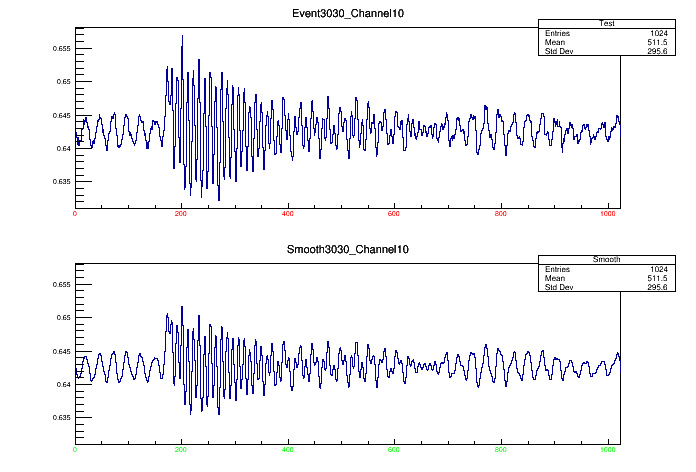 Event3030_Channel10
Test
Entries 1024
Mean 511.5
Std Dev 295.6
0.655
0.65
0.645
0.64
0.635
0 200 400 600 800 1000
Smooth3030_Channel10
Smooth
Entries 1024
Mean 511.5
Std Dev 295.6
0.655
0.65
0.645
0.64
0.635
0 200 400 600 800 1000